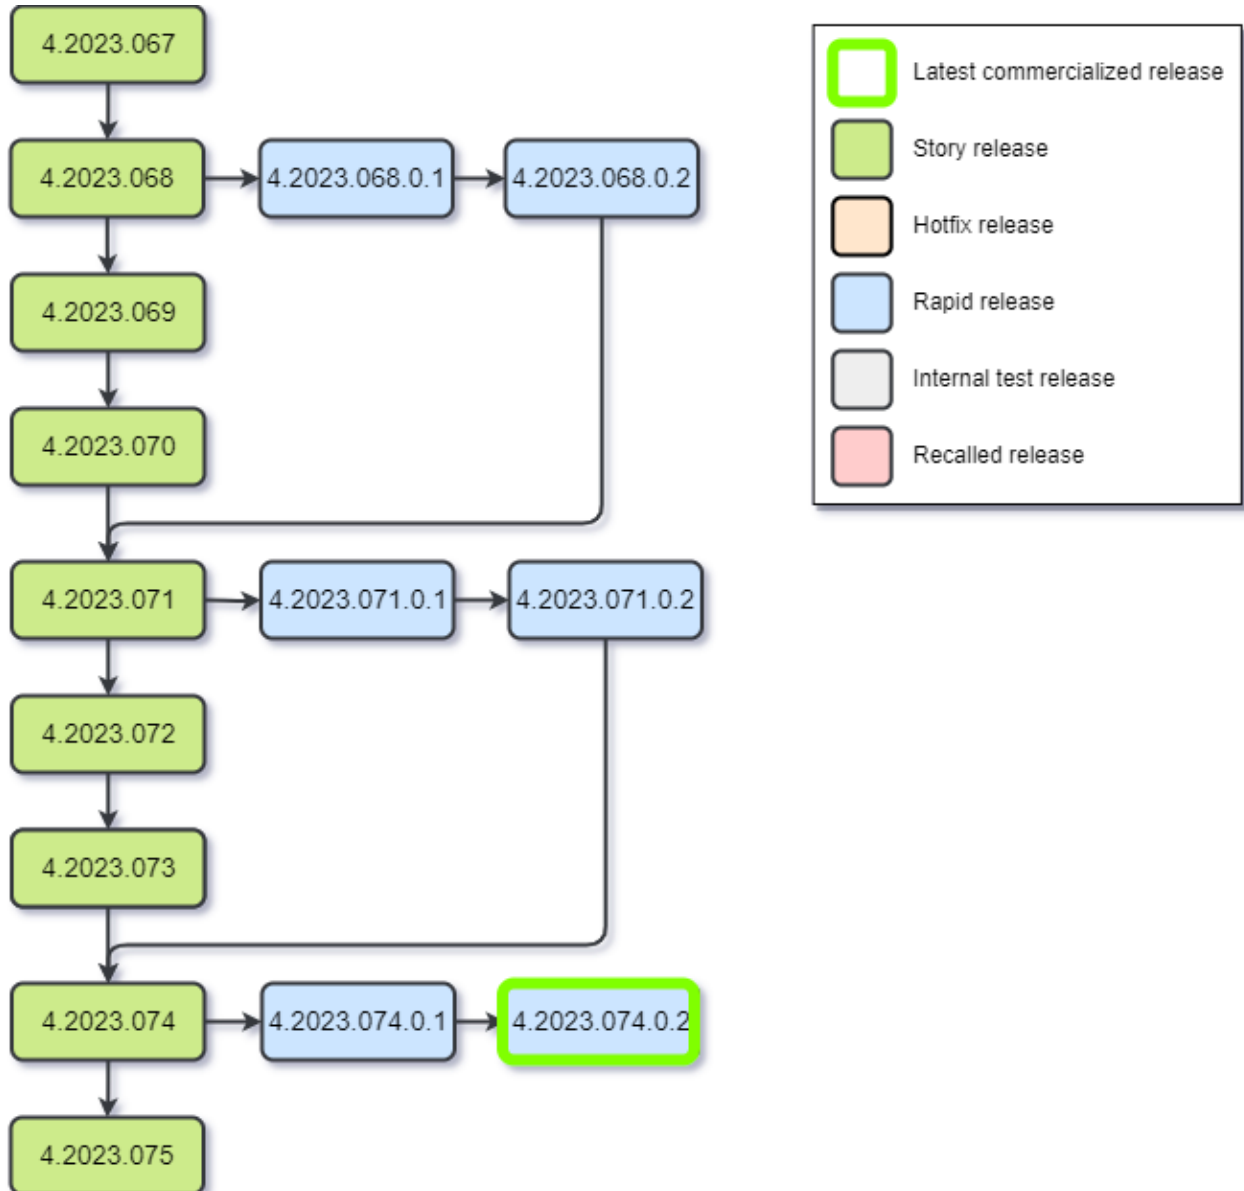 4.2023.067
4.2023.068
4.2023.068.0.1
4.2023.068.0.2
4.2023.069
4.2023.070
4.2023.071
4.2023.071.0.1
4.2023.071.0.2
4.2023.072
4.2023.073
4.2023.074
4.2023.074.0.1
4.2023.074.0.2
4.2023.075
Latest commercialized release
Story release
Hotfix release
Rapid release
Internal test release
Recalled release